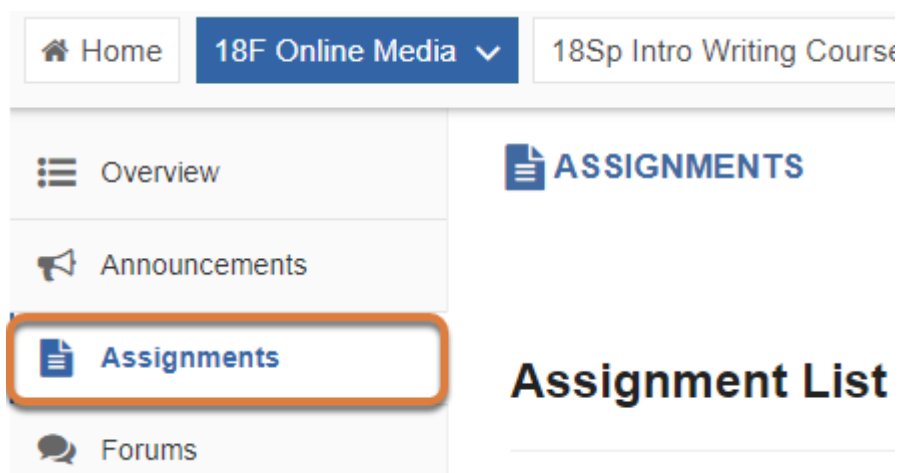 Home
18F Online Media
18Sp Intro Writing Course
Overview
Announcements
Assignments
Forums
ASSIGNMENTS
Assignment List